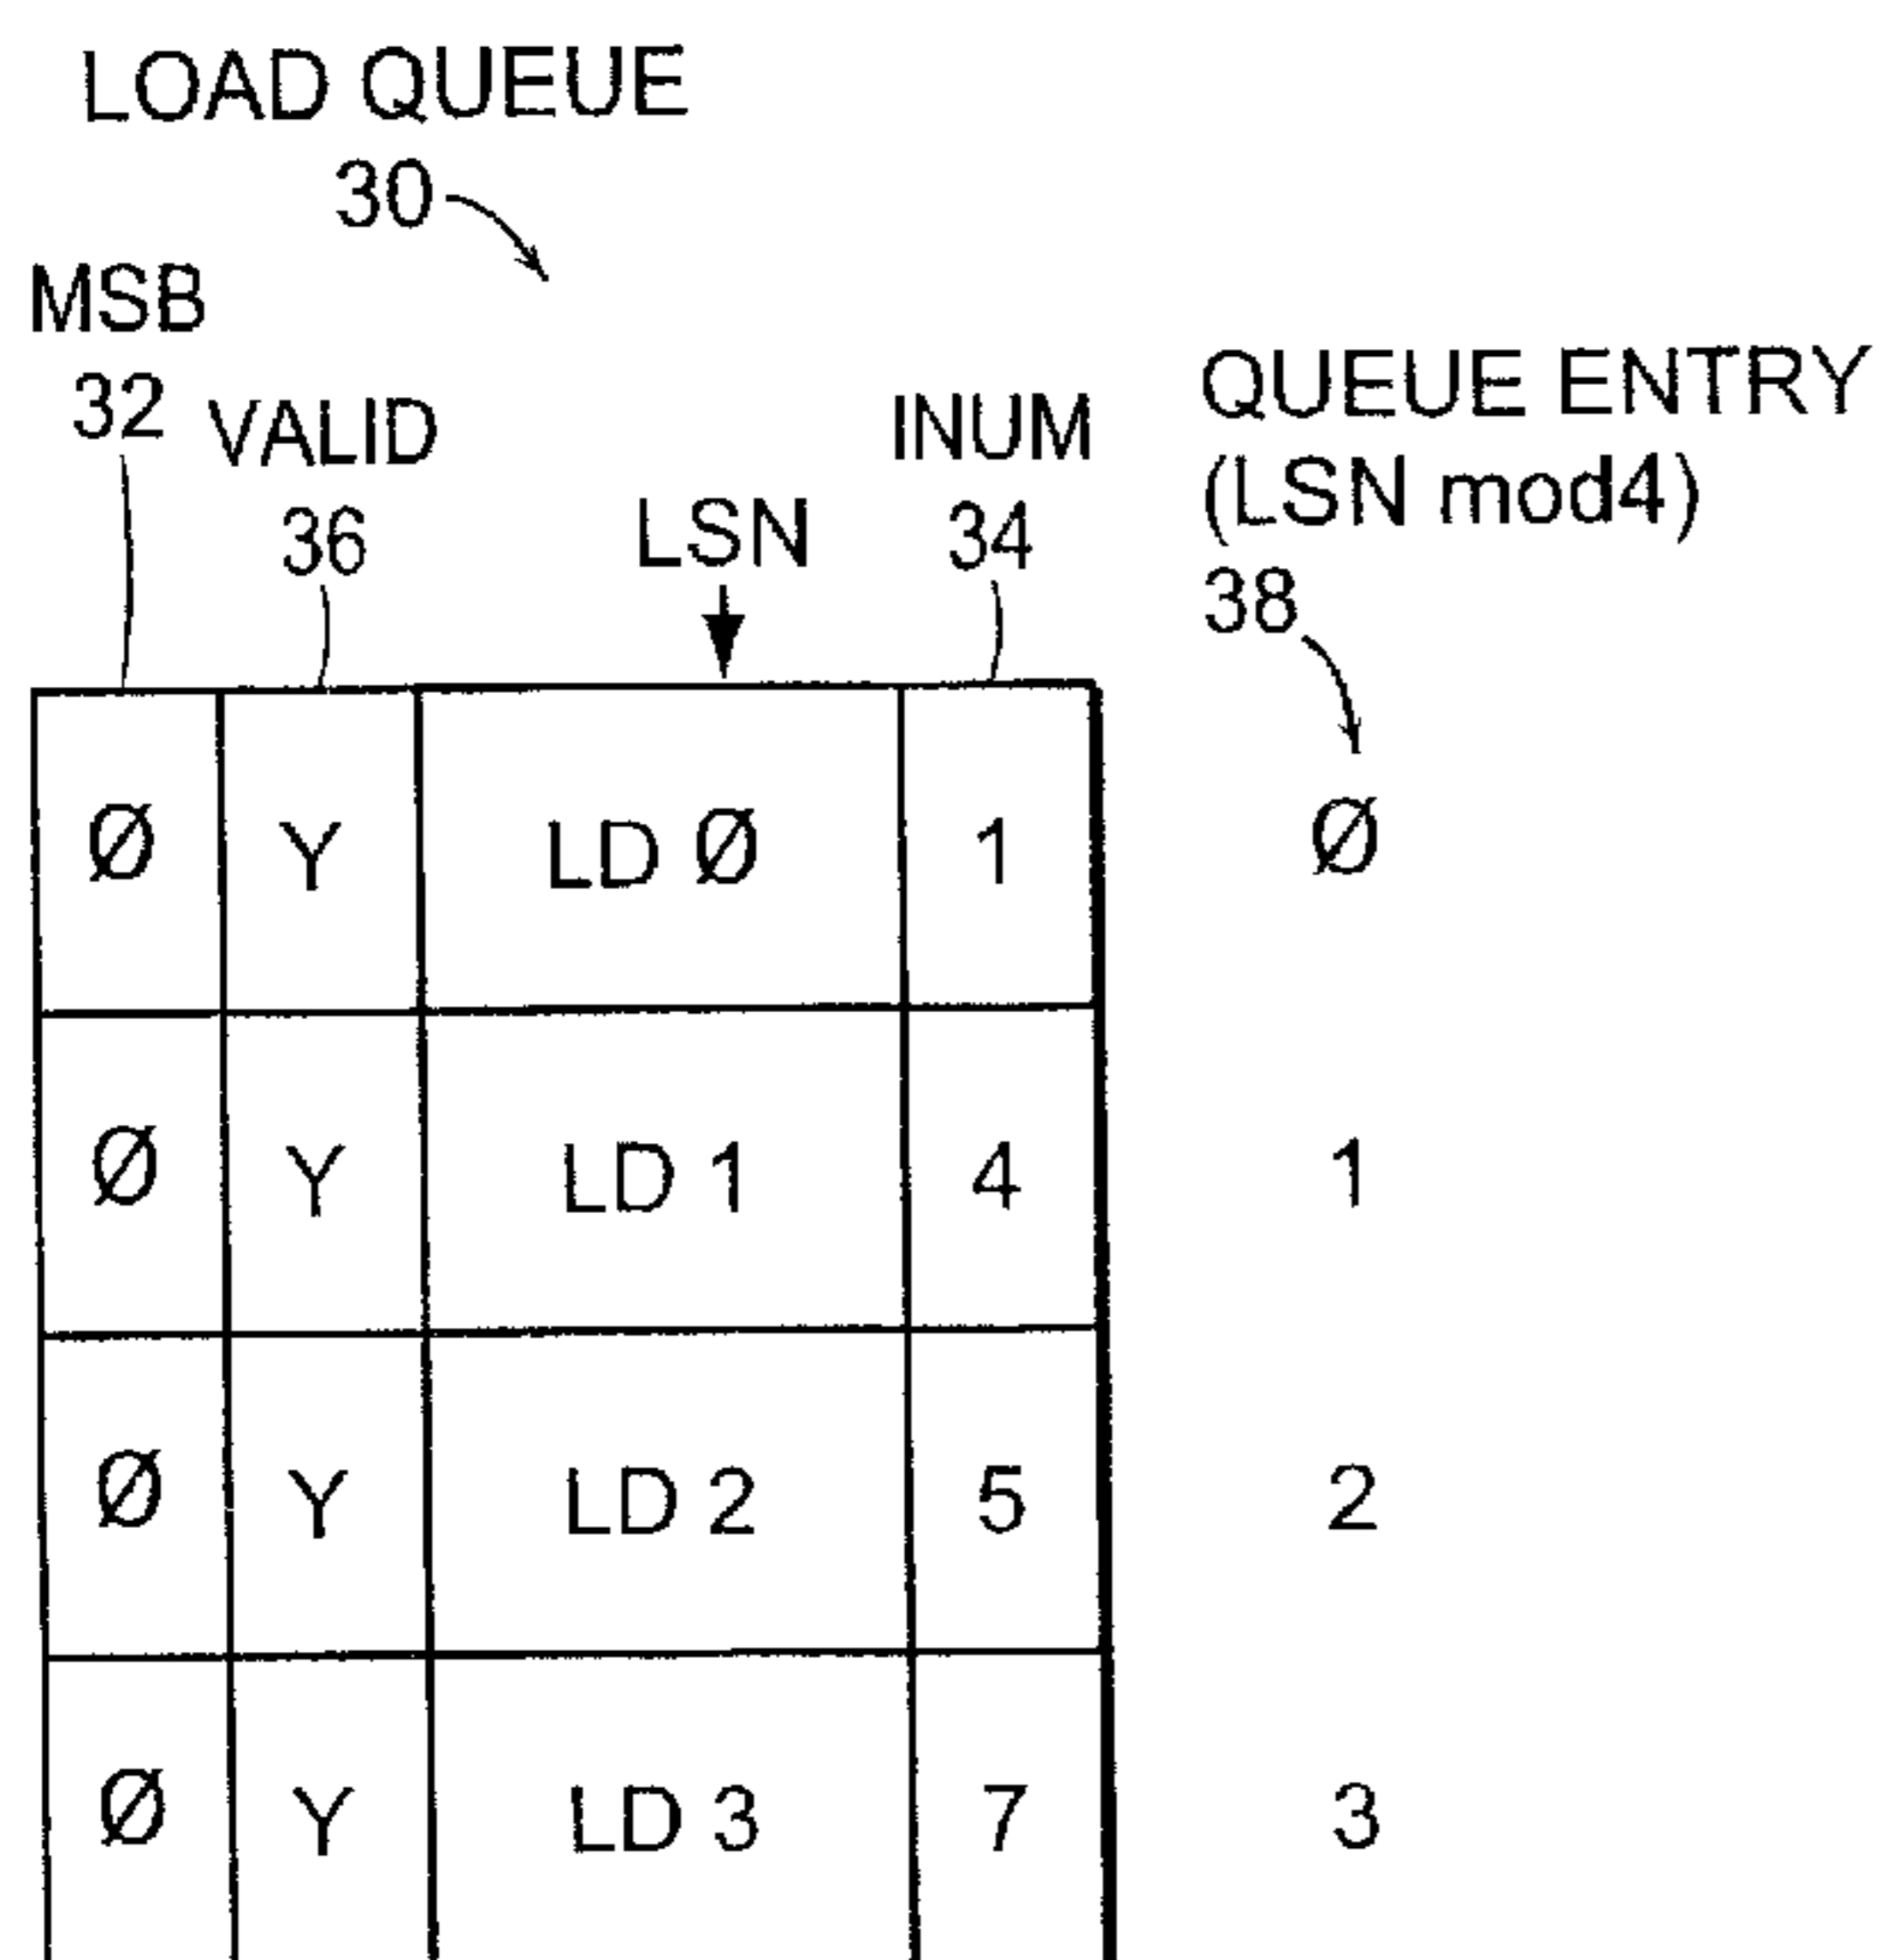 LOAD QUEUE
30
MSB
32
VALID
36
LSN
INUM
34
QUEUE ENTRY
(LSN mod4)
38
Ø Y LD Ø 1 Ø
Ø Y LD 1 4 1
Ø Y LD 2 5 2
Ø Y LD 3 7 3